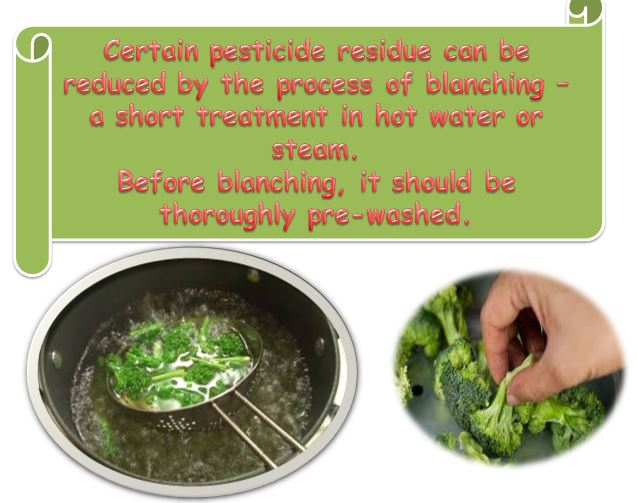 Certain pesticide residue can be
reduced by the process of blanching -
a short treatment in hot water or
steam.
Before blanching, it should be
thoroughly pre-washed.